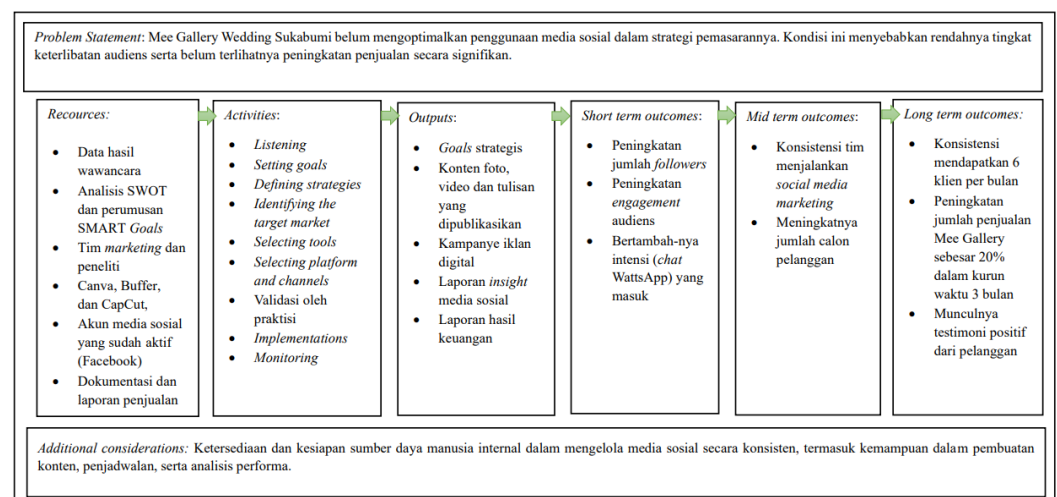 Problem Statement: Mee Gallery Wedding Sukabumi belum mengoptimalkan penggunaan media sosial dalam strategi pemasarannya. Kondisi ini menyebabkan rendahnya tingkat
keterlibatan audiens serta belum terlihatnya peningkatan penjualan secara signifikan.
Recources:
• Data hasil
wawancara
• Analisis SWOT
dan perumusan
SMART Goals
• Tim marketing dan
peneliti
• Canva, Buffer,
dan CapCut,
• Akun media sosial
yang sudah aktif
(Facebook)
• Dokumentasi dan
laporan penjualan
Activities:
• Listening
• Setting goals
• Defining strategies
• Identifying the
target market
• Selecting tools
• Selecting platform
and channels
• Validasi oleh
praktisi
• Implementations
• Monitoring
Outputs:
• Goals strategis
• Konten foto,
video dan tulisan
yang
dipublikasikan
• Kampanye iklan
digital
• Laporan insight
media sosial
• Laporan hasil
keuangan
Short term outcomes:
• Peningkatan
jumlah followers
• Peningkatan
engagement
audiens
• Bertambah-nya
intensi (chat
WattsApp) yang
masuk
Mid term outcomes:
• Konsistensi tim
menjalankan
social media
marketing
• Meningkatnya
jumlah calon
pelanggan
Long term outcomes:
• Konsistensi
mendapatkan 6
klien per bulan
• Peningkatan
jumlah penjualan
Mee Gallery
sebesar 20%
dalam kurun
waktu 3 bulan
• Munculnya
testimoni positif
dari pelanggan
Additional considerations: Ketersediaan dan kesiapan sumber daya manusia internal dalam mengelola media sosial secara konsisten, termasuk kemampuan dalam pembuatan
konten, penjadwalan, serta analisis performa.